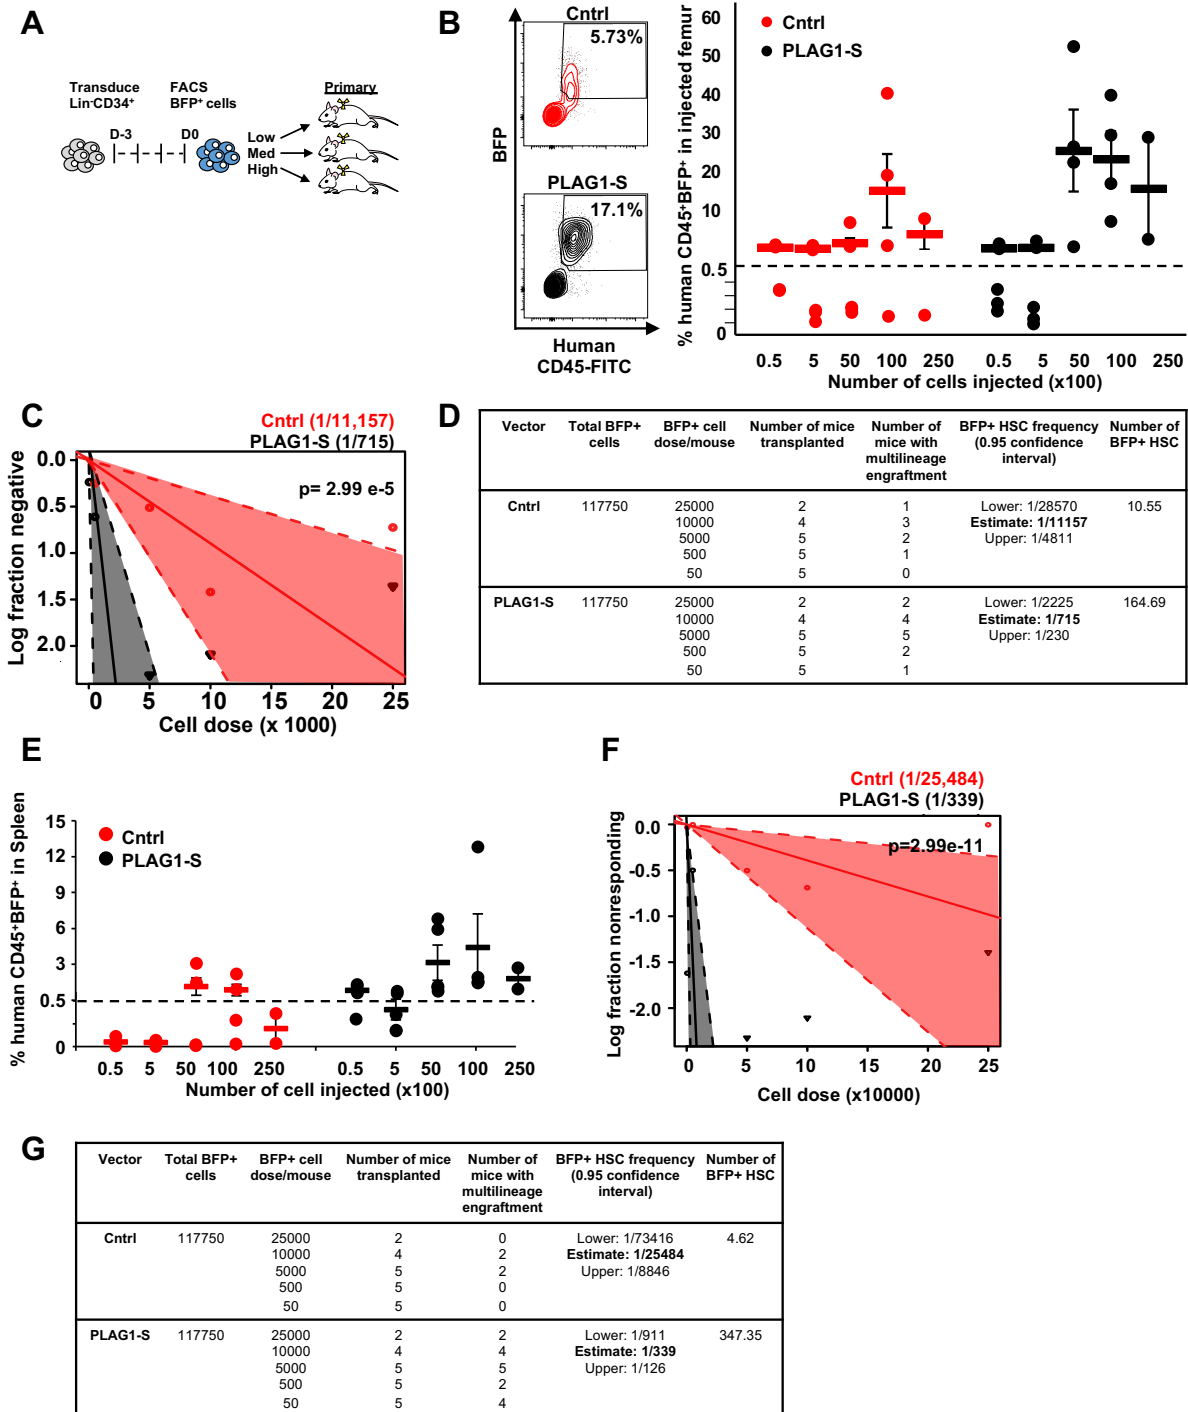 A
Transduce
Lin⁻CD34⁺
FACS
BFP⁺ cells
Primary
D-3
D0
Low
Med
High
B
Cntrl
5.73%
PLAG1-S
17.1%
BFP
Human
CD45-FITC
% human CD45⁺BFP⁺ in injected femur
60
50
40
30
20
10
0.5
0
Cntrl
PLAG1-S
0.5 5 50 100 250 0.5 5 50 100 250
Number of cells injected (x100)
C
Cntrl (1/11,157)
PLAG1-S (1/715)
p= 2.99 e-5
Log fraction negative
0.0
0.5
1.0
1.5
2.0
0 5 10 15 20 25
Cell dose (x 1000)
D
Vector Total BFP+ cells BFP+ cell dose/mouse Number of mice transplanted Number of mice with multilineage engraftment BFP+ HSC frequency (0.95 confidence interval) Number of BFP+ HSC
Cntrl 117750 25000 2 1 Lower: 1/28570 10.55
10000 4 3 Estimate: 1/11157
5000 5 2 Upper: 1/4811
500 5 1
50 5 0
PLAG1-S 117750 25000 2 2 Lower: 1/2225 164.69
10000 4 4 Estimate: 1/715
5000 5 5 Upper: 1/230
500 5 2
50 5 1
E
% human CD45⁺BFP⁺ in Spleen
15
12
9
6
3
0.5
0
Cntrl
PLAG1-S
0.5 5 50 100 250 0.5 5 50 100 250
Number of cell injected (x100)
F
Cntrl (1/25,484)
PLAG1-S (1/339)
p=2.99e-11
Log fraction nonresponding
0.0
-0.5
-1.0
-1.5
-2.0
0 5 10 15 20 25
Cell dose (x10000)
G
Vector Total BFP+ cells BFP+ cell dose/mouse Number of mice transplanted Number of mice with multilineage engraftment BFP+ HSC frequency (0.95 confidence interval) Number of BFP+ HSC
Cntrl 117750 25000 2 0 Lower: 1/73416 4.62
10000 4 2 Estimate: 1/25484
5000 5 2 Upper: 1/8846
500 5 0
50 5 0
PLAG1-S 117750 25000 2 2 Lower: 1/911 347.35
10000 4 4 Estimate: 1/339
5000 5 5 Upper: 1/126
500 5 2
50 5 4